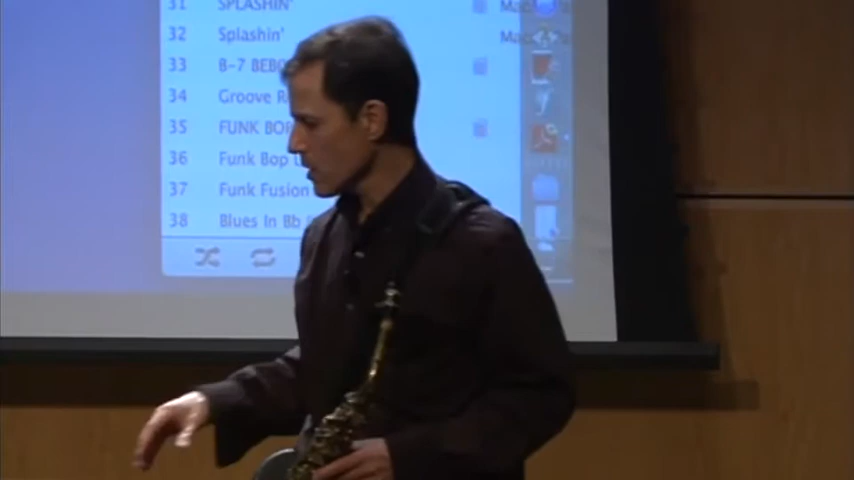 31 SPLASHIN'
32 Splashin'
33 B-7 BEBO
34 Groove R
35 FUNK BOP
36 Funk Bop
37 Funk Fusion
38 Blues In Bb